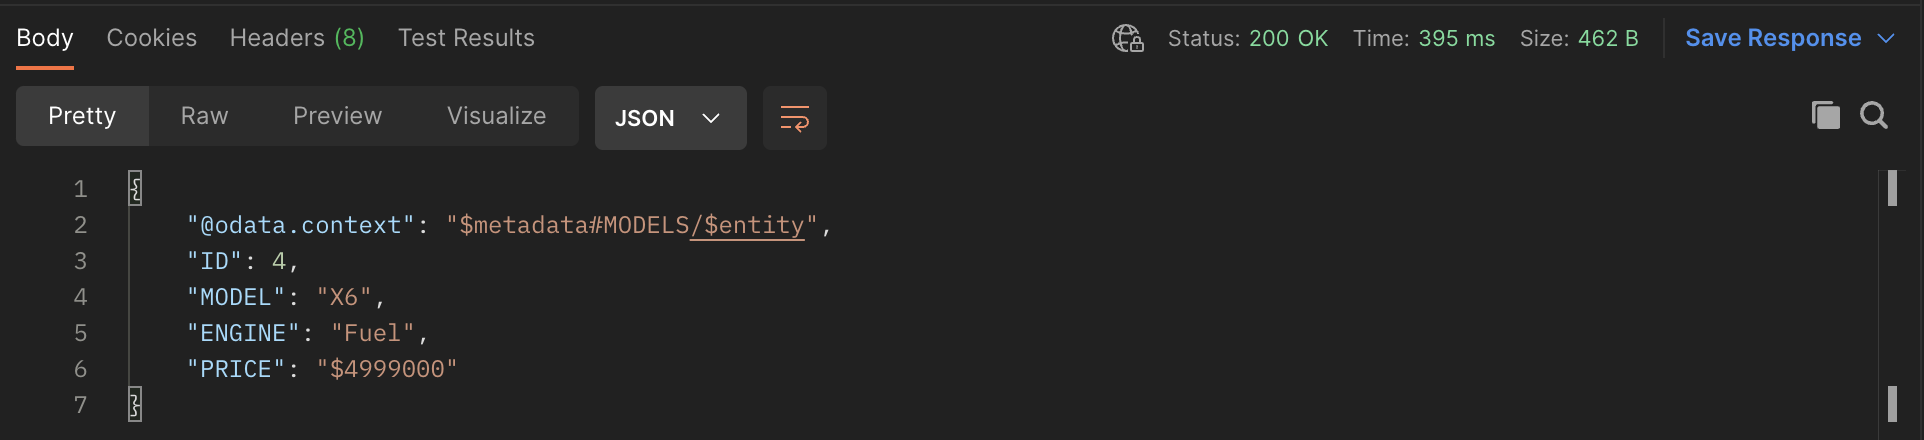 Body Cookies Headers (8) Test Results Status: 200 OK Time: 395 ms Size: 462 B Save Response
Pretty Raw Preview Visualize JSON
1 {
2 "@odata.context": "$metadata#MODELS/$entity",
3 "ID": 4,
4 "MODEL": "X6",
5 "ENGINE": "Fuel",
6 "PRICE": "$4999000"
7 }